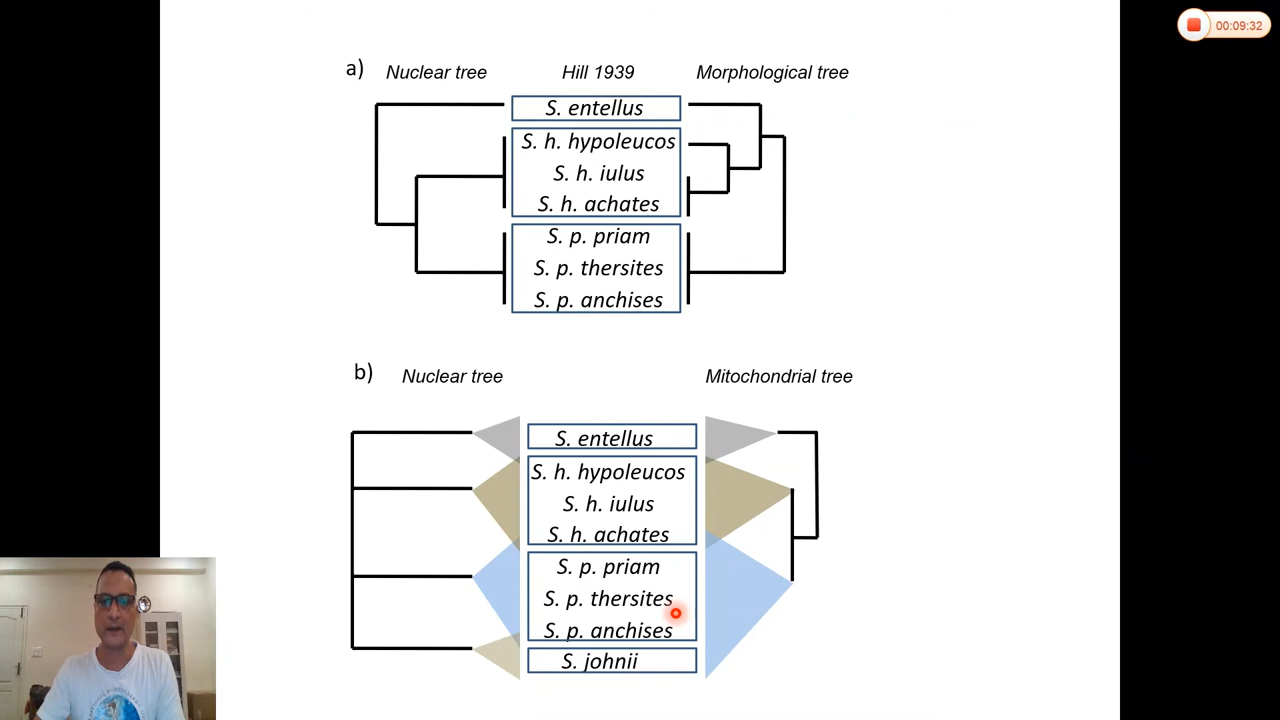 00:09:32
a) Nuclear tree Hill 1939 Morphological tree
S. entellus
S. h. hypoleucos
S. h. iulus
S. h. achates
S. p. priam
S. p. thersites
S. p. anchises
b) Nuclear tree Mitochondrial tree
S. entellus
S. h. hypoleucos
S. h. iulus
S. h. achates
S. p. priam
S. p. thersites
S. p. anchises
S. johnii